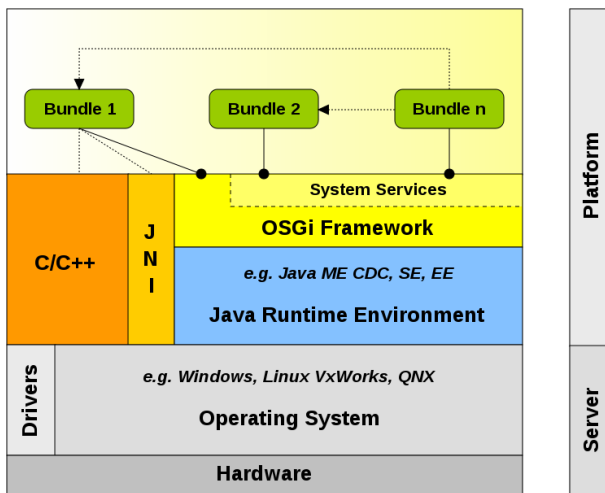 Bundle 1
Bundle 2
Bundle n
System Services
OSGi Framework
C/C++
J
N
I
e.g. Java ME CDC, SE, EE
Java Runtime Environment
Drivers
e.g. Windows, Linux VxWorks, QNX
Operating System
Hardware
Platform
Server